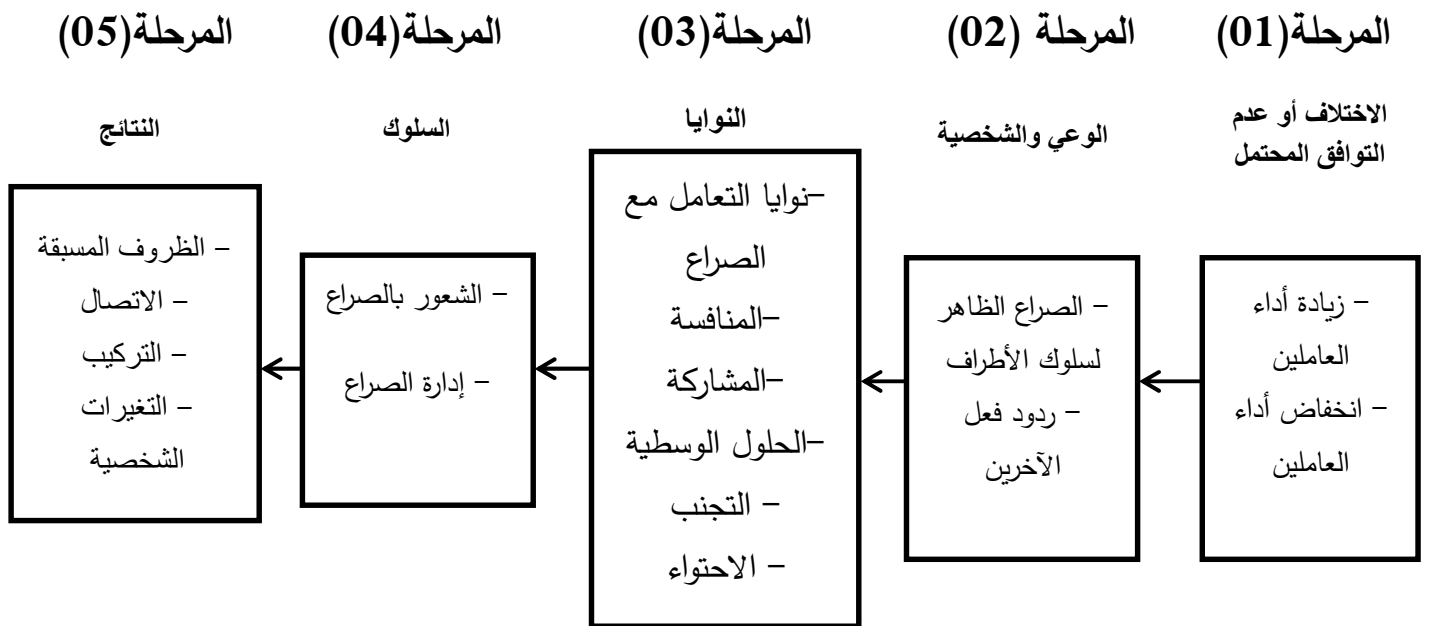 المرحلة(01)
المرحلة (02)
المرحلة(03)
المرحلة(04)
المرحلة(05)
الاختلاف أو عدم
التوافق المحتمل
الوعي والشخصية
النوايا
السلوك
النتائج
– زيادة أداء
العاملين
– انخفاض أداء
العاملين
– الصراع الظاهر
لسلوك الأطراف
– ردود فعل
الآخرين
–نوايا التعامل مع
الصراع
–المنافسة
–المشاركة
–الحلول الوسطية
– التجنب
– الاحتواء
– الشعور بالصراع
– إدارة الصراع
– الظروف المسبقة
– الاتصال
– التركيب
– التغيرات
الشخصية